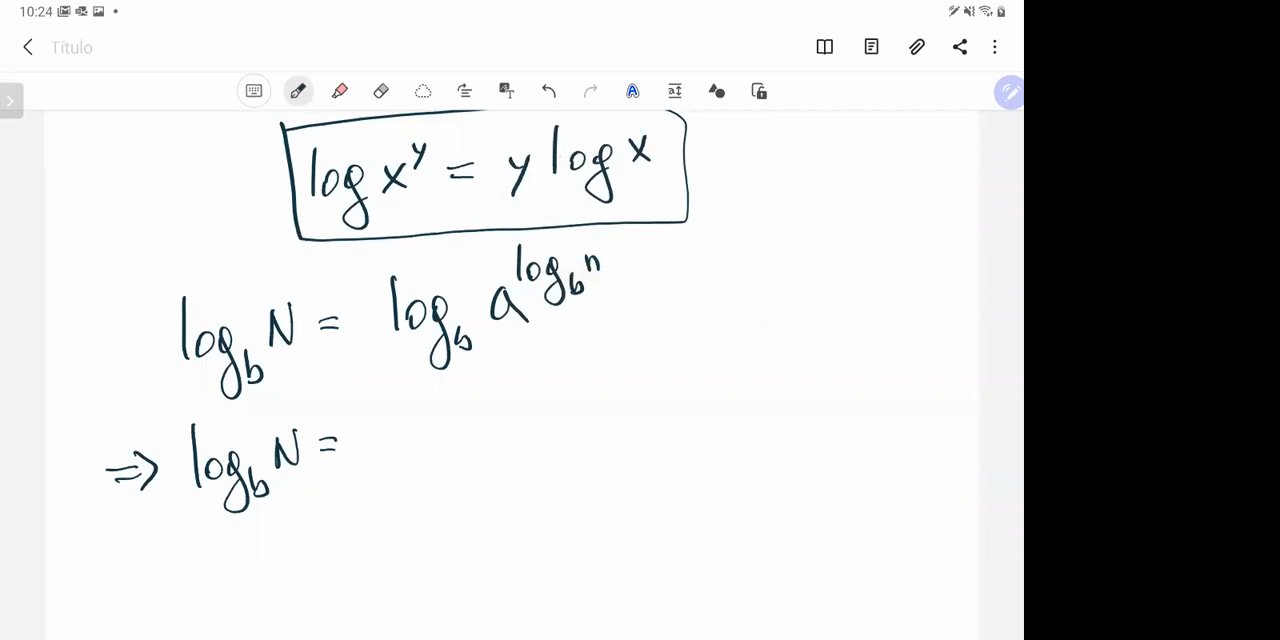 10:24
Título
log x^y = y log x
log_b N = log_b a^{log_b n}
⇒ log_b N =